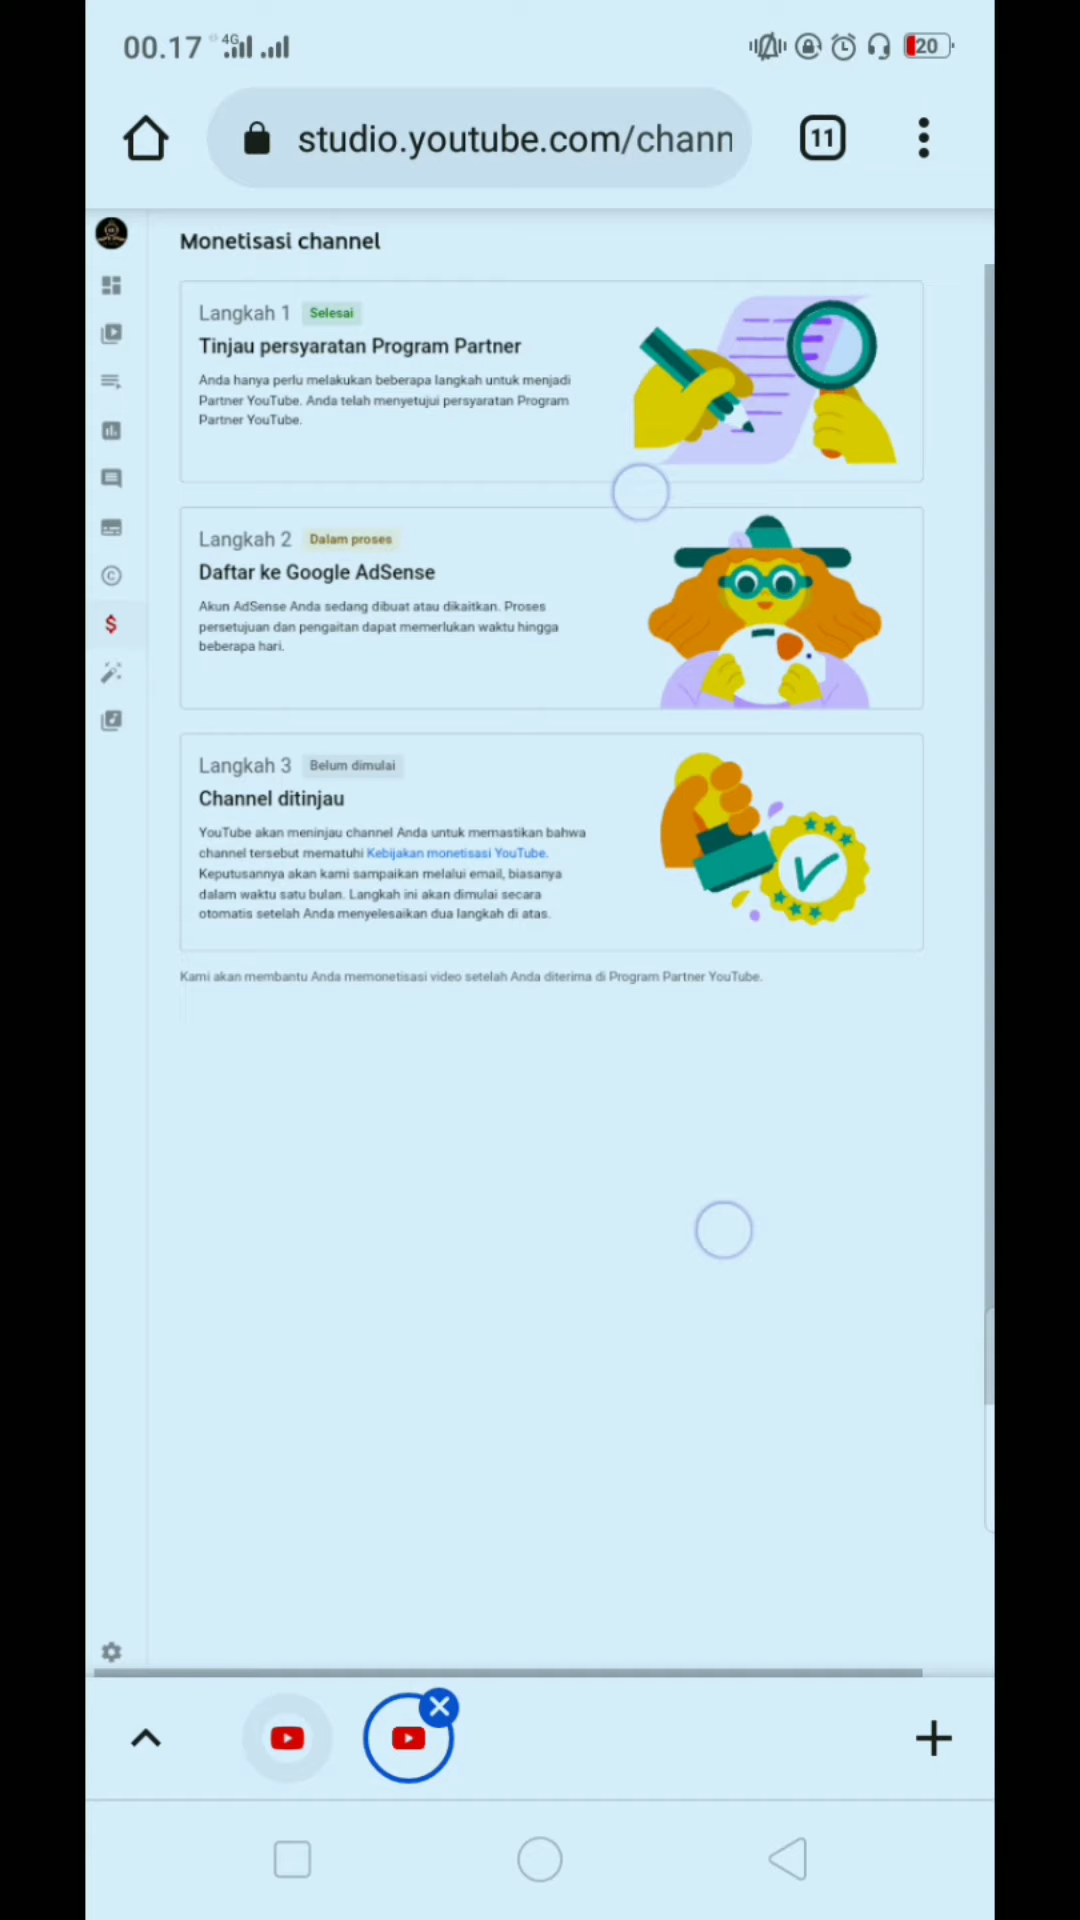 00.17 4G 20
studio.youtube.com/chann 11
Monetisasi channel
Langkah 1 Selesai
Tinjau persyaratan Program Partner
Anda hanya perlu melakukan beberapa langkah untuk menjadi
Partner YouTube. Anda telah menyetujui persyaratan Program
Partner YouTube.
Langkah 2 Dalam proses
Daftar ke Google AdSense
Akun AdSense Anda sedang dibuat atau dikaitkan. Proses
persetujuan dan pengaitan dapat memerlukan waktu hingga
beberapa hari.
Langkah 3 Belum dimulai
Channel ditinjau
YouTube akan meninjau channel Anda untuk memastikan bahwa
channel tersebut mematuhi Kebijakan monetisasi YouTube.
Keputusannya akan kami sampaikan melalui email, biasanya
dalam waktu satu bulan. Langkah ini akan dimulai secara
otomatis setelah Anda menyelesaikan dua langkah di atas.
Kami akan membantu Anda memonetisasi video setelah Anda diterima di Program Partner YouTube.